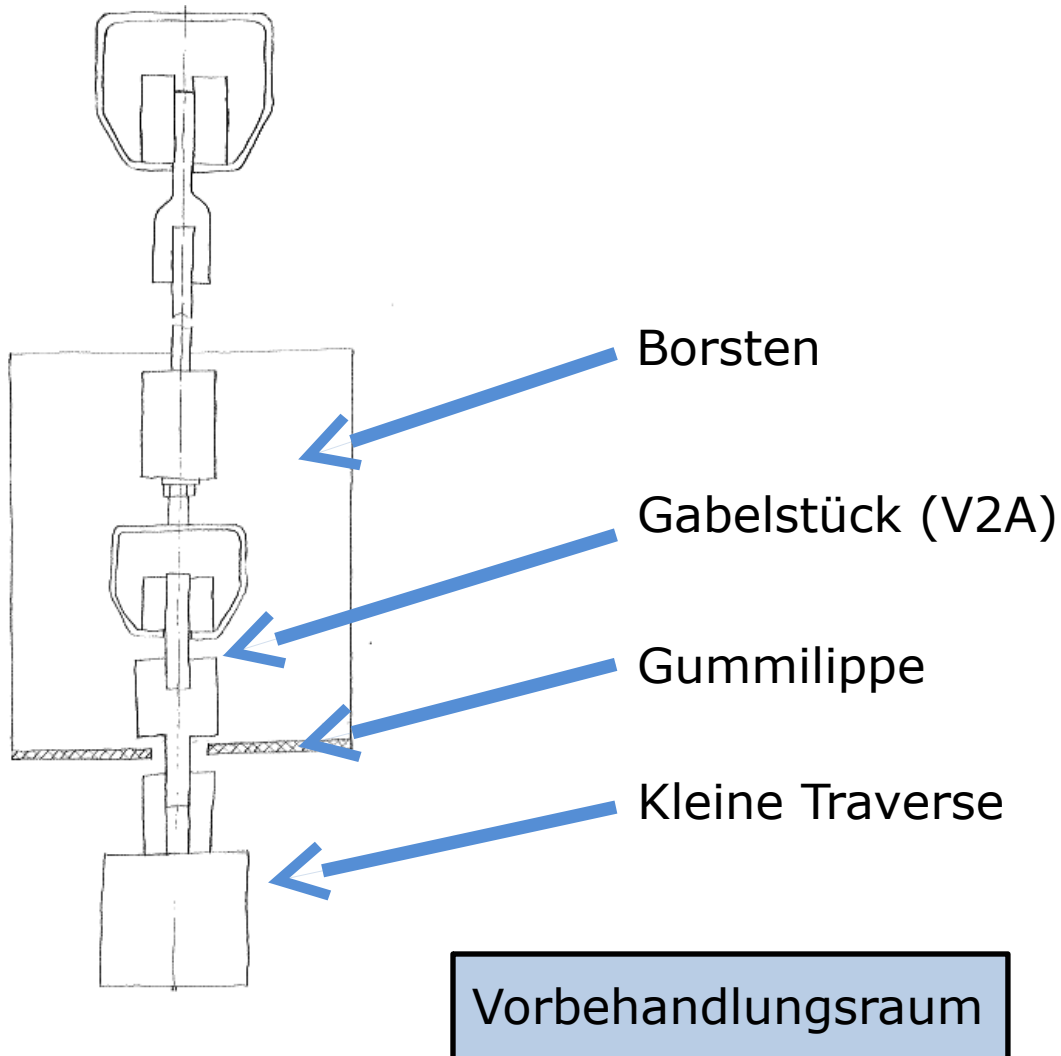 Borsten
Gabelstück (V2A)
Gummilippe
Kleine Traverse
Vorbehandlungsraum